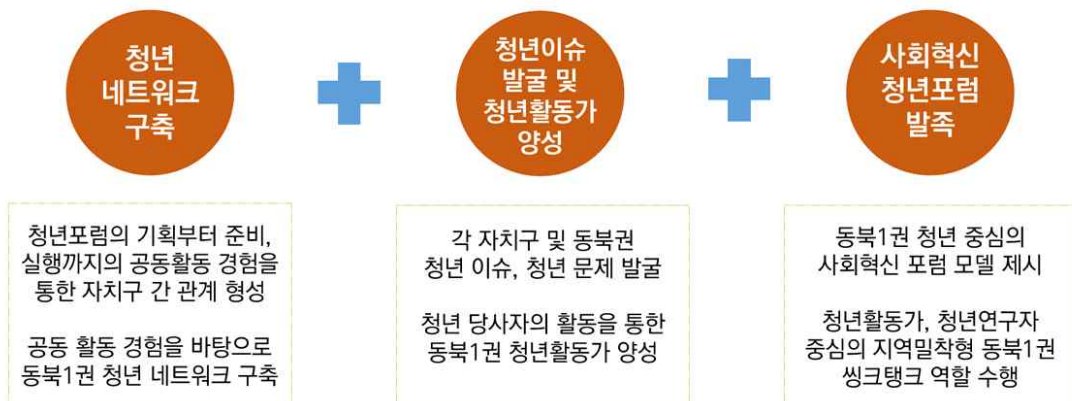 청년
네트워크
구축
청년이슈
발굴 및
청년활동가
양성
사회혁신
청년포럼
발족
청년포럼의 기획부터 준비,
실행까지의 공동활동 경험을
통한 자치구 간 관계 형성
공동 활동 경험을 바탕으로
동북1권 청년 네트워크 구축
각 자치구 및 동북권
청년 이슈, 청년 문제 발굴
청년 당사자의 활동을 통한
동북1권 청년활동가 양성
동북1권 청년 중심의
사회혁신 포럼 모델 제시
청년활동가, 청년연구자
중심의 지역밀착형 동북1권
씽크탱크 역할 수행